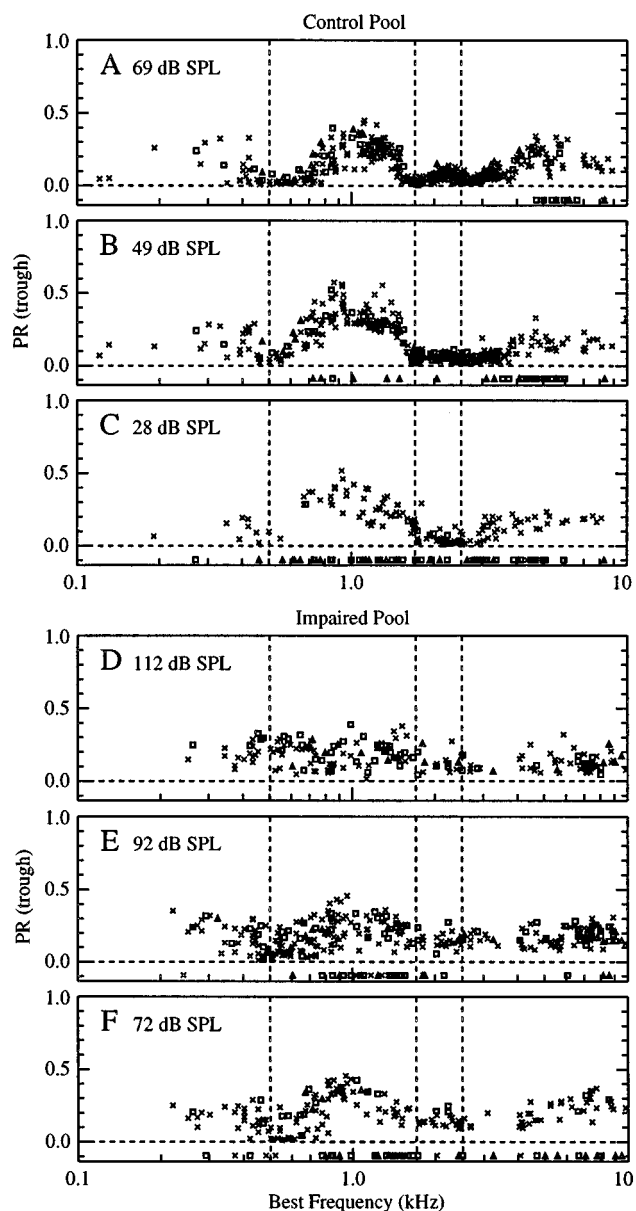 Control Pool
1.0
A 69 dB SPL
0.5
0.0
1.0
B 49 dB SPL
PR (trough)
0.5
0.0
1.0
C 28 dB SPL
0.5
0.0
0.1 1.0 10
Impaired Pool
1.0
D 112 dB SPL
0.5
0.0
1.0
E 92 dB SPL
PR (trough)
0.5
0.0
1.0
F 72 dB SPL
0.5
0.0
0.1 1.0 10
Best Frequency (kHz)